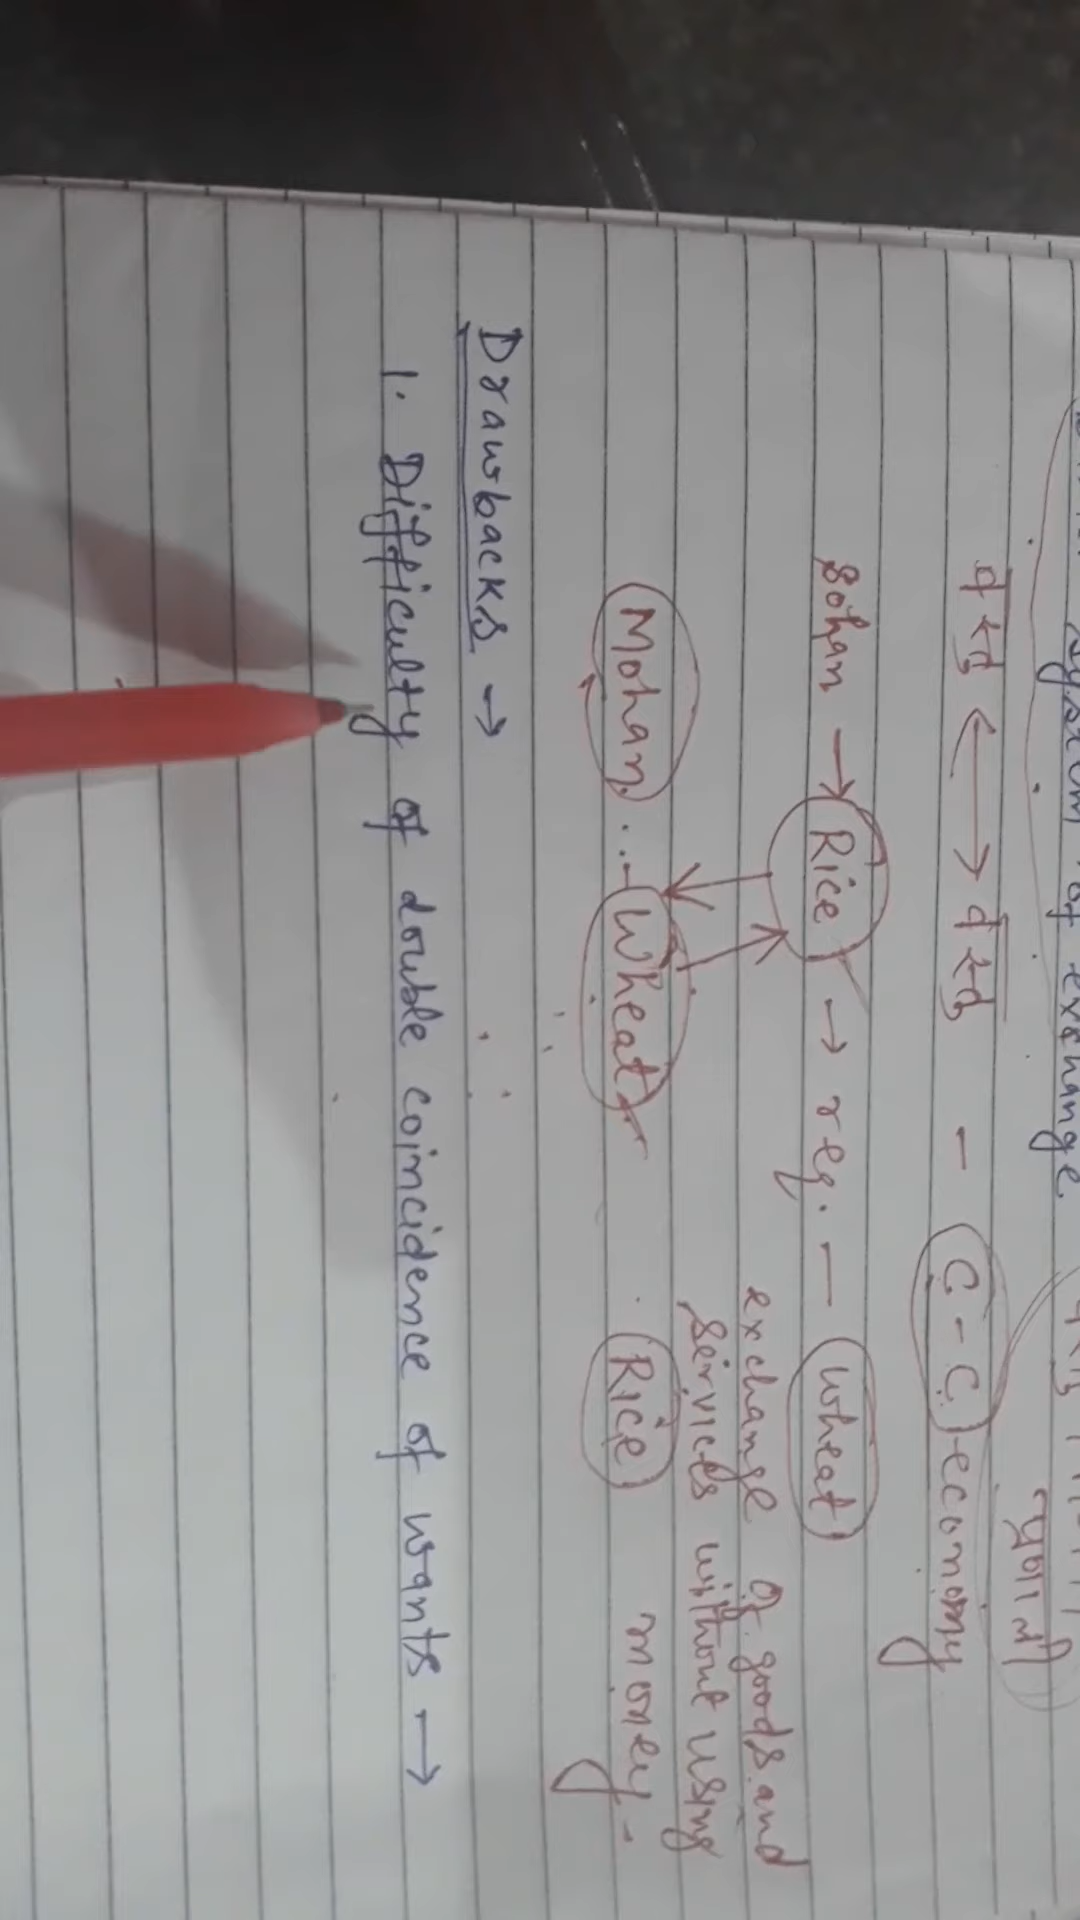 system of exchange
वस्तु ⟷ वस्तु - C-C economy
Sohan → Rice → req. - Wheat
exchange of goods and
services without using
money -
Mohan ... Wheat Rice
Drawbacks →
1. Difficulty of double coincidence of wants →